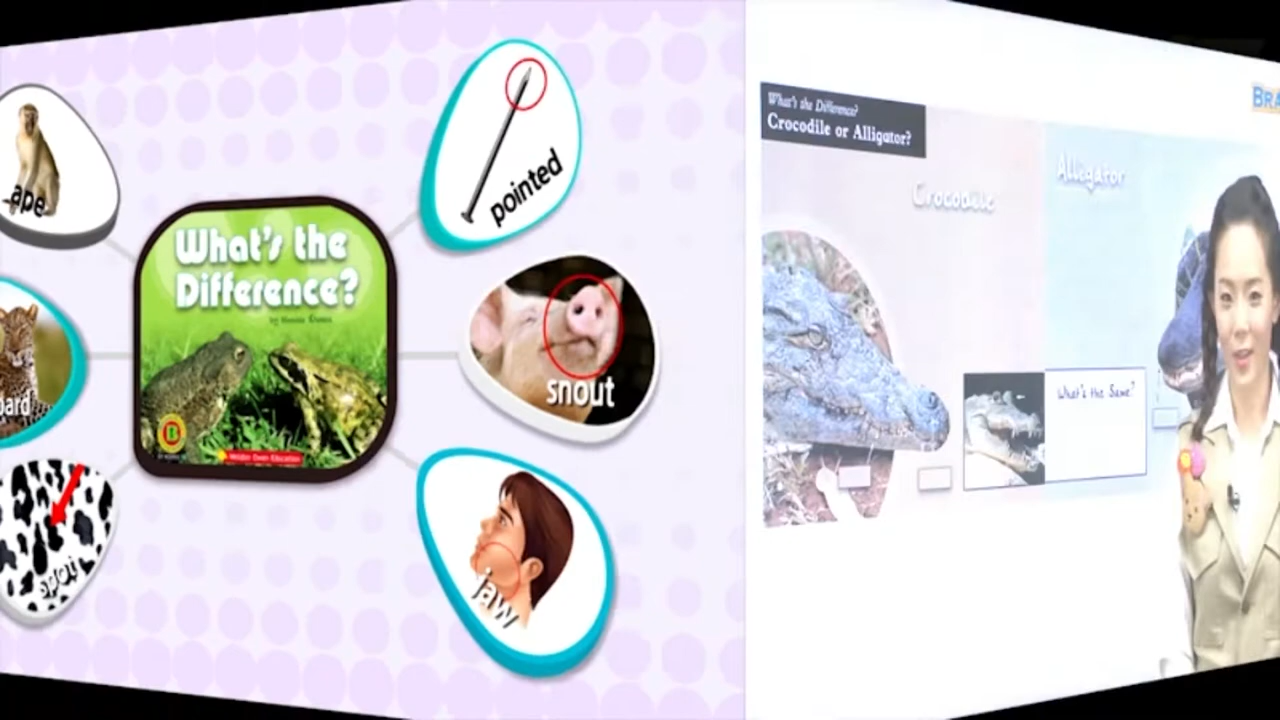 ape
What's the
Difference?
pointed
snout
jaw
spot
What's the Difference?
Crocodile or Alligator?
Crocodile
Alligator
What's the Same?